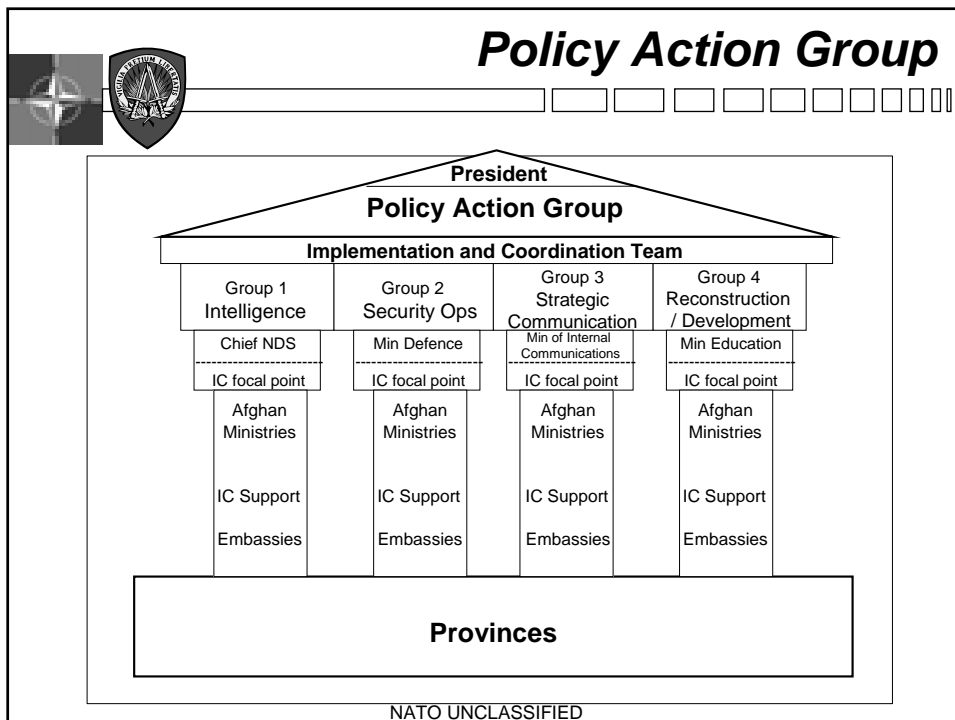 Policy Action Group
VIGILIA PRETIUM LIBERTATIS
President
Policy Action Group
Implementation and Coordination Team
Group 1
Intelligence
Group 2
Security Ops
Group 3
Strategic
Communication
Group 4
Reconstruction
/ Development
Chief NDS
IC focal point
Min Defence
IC focal point
Min of Internal
Communications
IC focal point
Min Education
IC focal point
Afghan
Ministries
IC Support
Embassies
Afghan
Ministries
IC Support
Embassies
Afghan
Ministries
IC Support
Embassies
Afghan
Ministries
IC Support
Embassies
Provinces
NATO UNCLASSIFIED